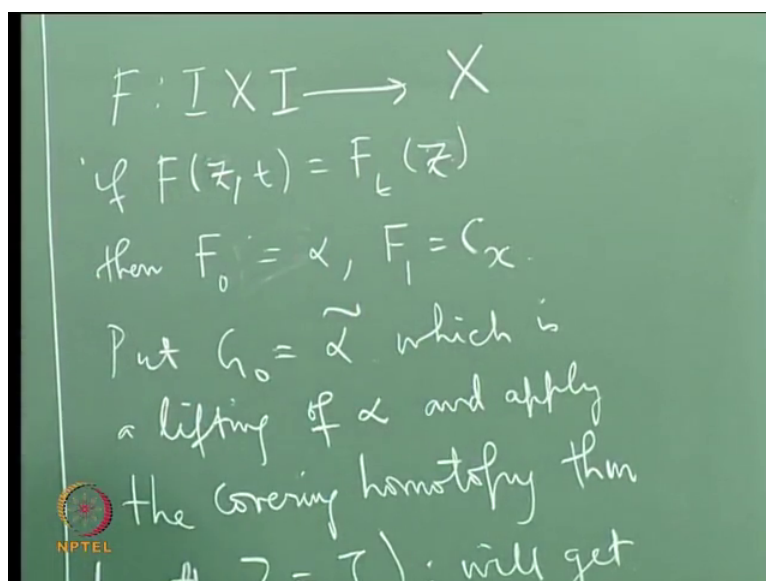 F : I X I ⟶ X
if F(z, t) = F_t (z)
then F_0 = α, F_1 = C_x.
Put G_0 = α̃ which is
a lifting of α and apply
the covering homotopy thm
will get
NPTEL